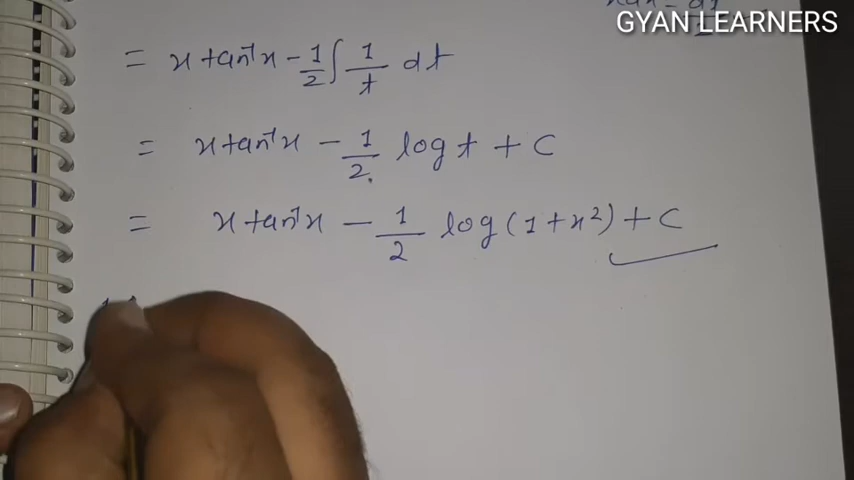 GYAN LEARNERS
= x tan⁻¹x - 1/2 ∫ 1/t dt
= x tan⁻¹x - 1/2 log t + C
= x tan⁻¹x - 1/2 log(1+x²) + C